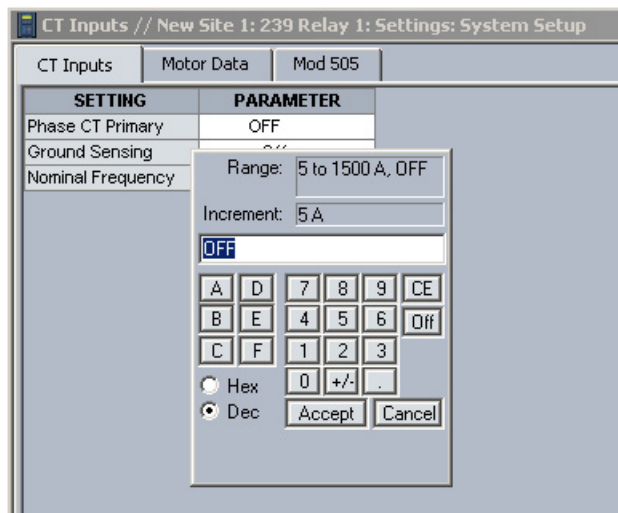 CT Inputs // New Site 1: 239 Relay 1: Settings: System Setup
CT Inputs Motor Data Mod 505
SETTING PARAMETER
Phase CT Primary OFF
Ground Sensing
Nominal Frequency
Range: 5 to 1500 A, OFF
Increment: 5 A
OFF
A D 7 8 9 CE
B E 4 5 6 Off
C F 1 2 3
Hex 0 +/- .
Dec Accept Cancel